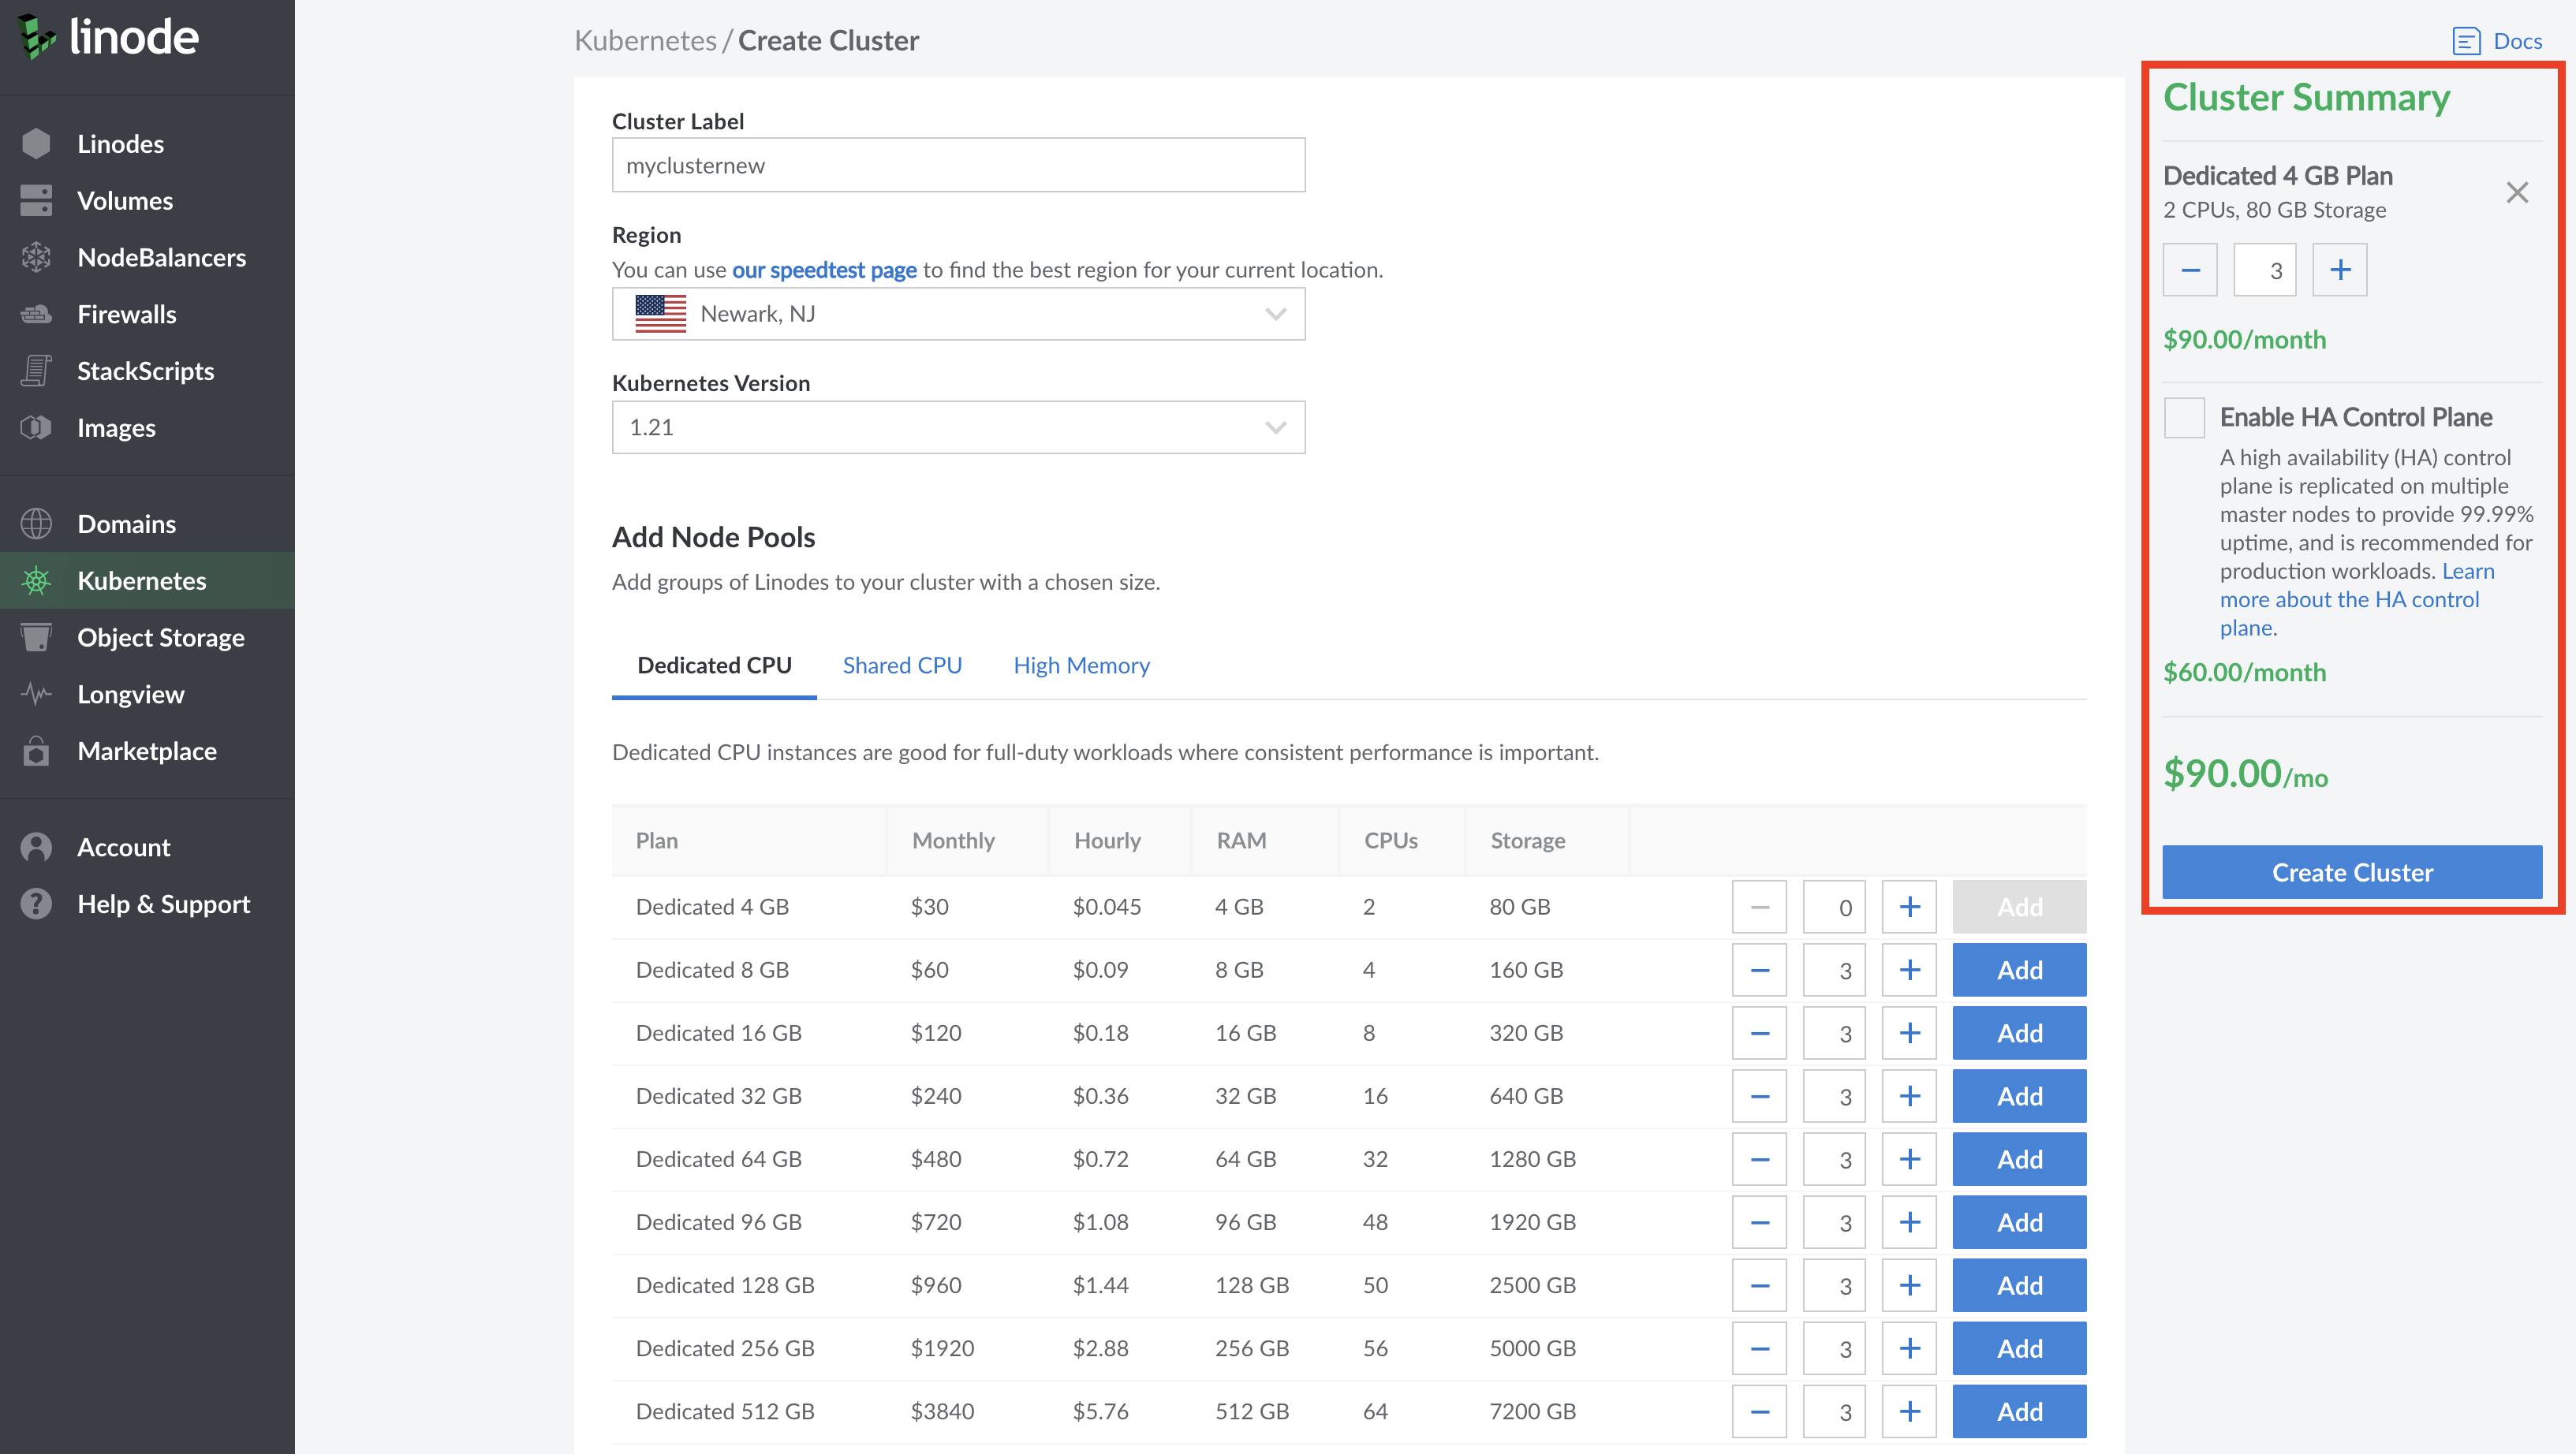 linode
Linodes
Volumes
NodeBalancers
Firewalls
StackScripts
Images
Domains
Kubernetes
Object Storage
Longview
Marketplace
Account
Help & Support
Kubernetes / Create Cluster
Docs
Cluster Label
myclusternew
Region
You can use our speedtest page to find the best region for your current location.
Newark, NJ
Kubernetes Version
1.21
Add Node Pools
Add groups of Linodes to your cluster with a chosen size.
Dedicated CPU Shared CPU High Memory
Dedicated CPU instances are good for full-duty workloads where consistent performance is important.
Plan Monthly Hourly RAM CPUs Storage
Dedicated 4 GB $30 $0.045 4 GB 2 80 GB − 0 + Add
Dedicated 8 GB $60 $0.09 8 GB 4 160 GB − 3 + Add
Dedicated 16 GB $120 $0.18 16 GB 8 320 GB − 3 + Add
Dedicated 32 GB $240 $0.36 32 GB 16 640 GB − 3 + Add
Dedicated 64 GB $480 $0.72 64 GB 32 1280 GB − 3 + Add
Dedicated 96 GB $720 $1.08 96 GB 48 1920 GB − 3 + Add
Dedicated 128 GB $960 $1.44 128 GB 50 2500 GB − 3 + Add
Dedicated 256 GB $1920 $2.88 256 GB 56 5000 GB − 3 + Add
Dedicated 512 GB $3840 $5.76 512 GB 64 7200 GB − 3 + Add
Cluster Summary
Dedicated 4 GB Plan
2 CPUs, 80 GB Storage
− 3 +
$90.00/month
Enable HA Control Plane
A high availability (HA) control
plane is replicated on multiple
master nodes to provide 99.99%
uptime, and is recommended for
production workloads. Learn
more about the HA control
plane.
$60.00/month
$90.00/mo
Create Cluster